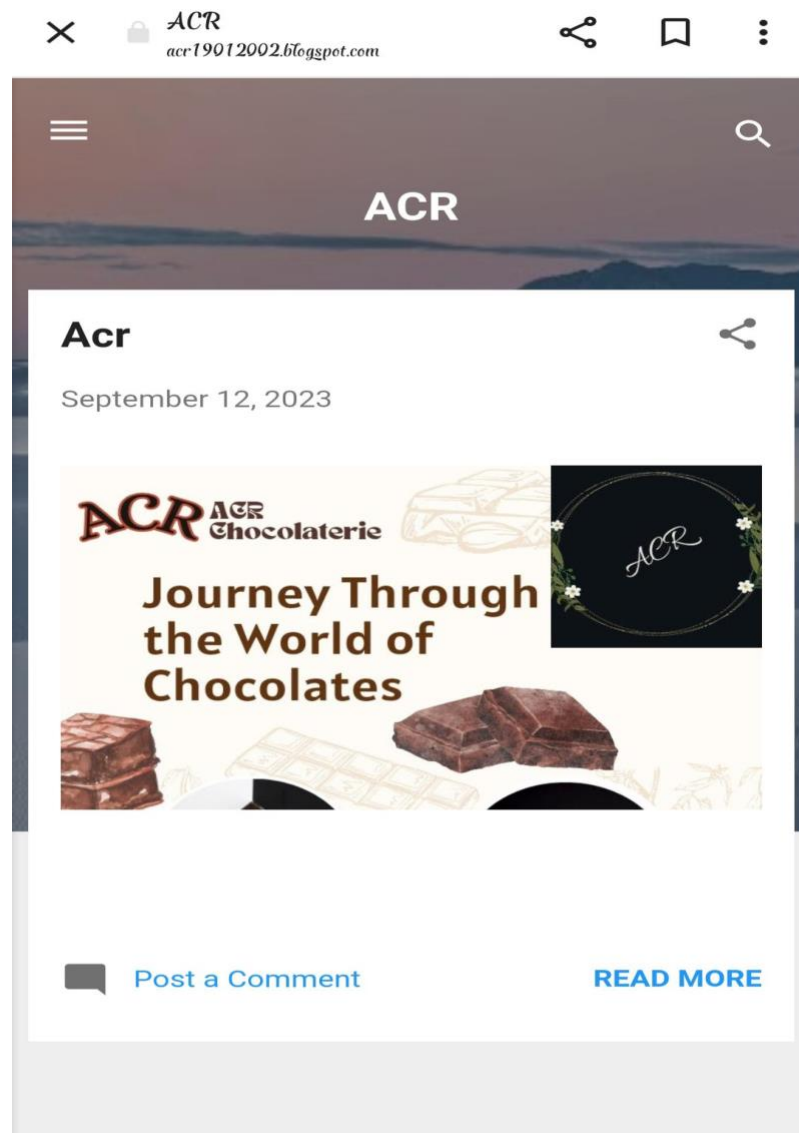 ACR
acr19012002.blogspot.com
ACR
Acr
September 12, 2023
ACR ACR
Chocolaterie
ACR
Journey Through
the World of
Chocolates
Post a Comment
READ MORE